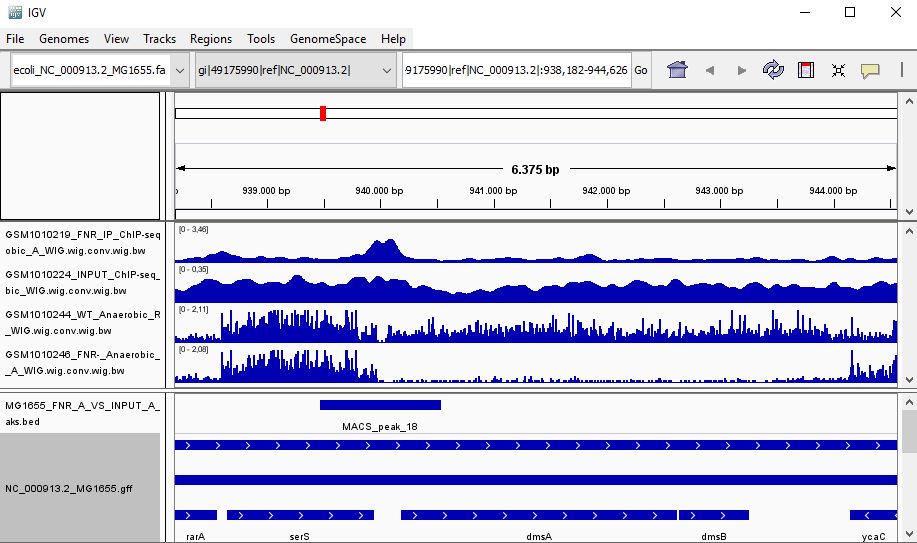 IGV
File Genomes View Tracks Regions Tools GenomeSpace Help
ecoli_NC_000913.2_MG1655.fa gi|49175990|ref|NC_000913.2| 9175990|ref|NC_000913.2|:938,182-944,626 Go
6.375 bp
939.000 bp 940.000 bp 941.000 bp 942.000 bp 943.000 bp 944.000 bp
GSM1010219_FNR_IP_ChIP-seq
obic_A_WIG.wig.conv.wig.bw
[0 - 3,46]
GSM1010224_INPUT_ChIP-seq_
bic_WIG.wig.conv.wig.bw
[0 - 0,35]
GSM1010244_WT_Anaerobic_R
_WIG.wig.conv.wig.bw
[0 - 2,11]
GSM1010246_FNR-_Anaerobic_
_A_WIG.wig.conv.wig.bw
[0 - 2,08]
MG1655_FNR_A_VS_INPUT_A_
aks.bed
MACS_peak_18
NC_000913.2_MG1655.gff
rarA serS dmsA dmsB ycaC